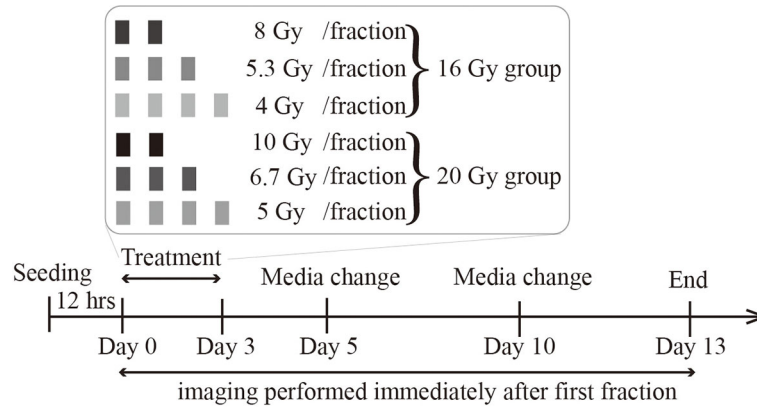 8 Gy /fraction
5.3 Gy /fraction
16 Gy group
4 Gy /fraction
10 Gy /fraction
6.7 Gy /fraction
20 Gy group
5 Gy /fraction
Treatment
Seeding
Media change
Media change
End
12 hrs
Day 0
Day 3
Day 5
Day 10
Day 13
imaging performed immediately after first fraction